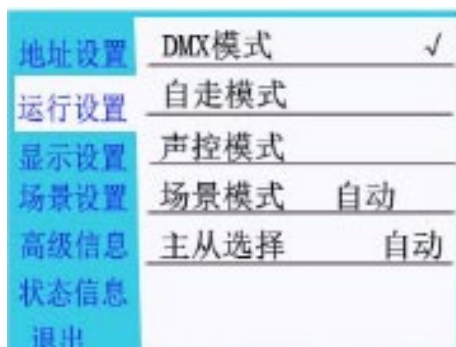 地址设置
运行设置
显示设置
场景设置
高级信息
状态信息
退出
DMX模式 √
自走模式
声控模式
场景模式 自动
主从选择 自动